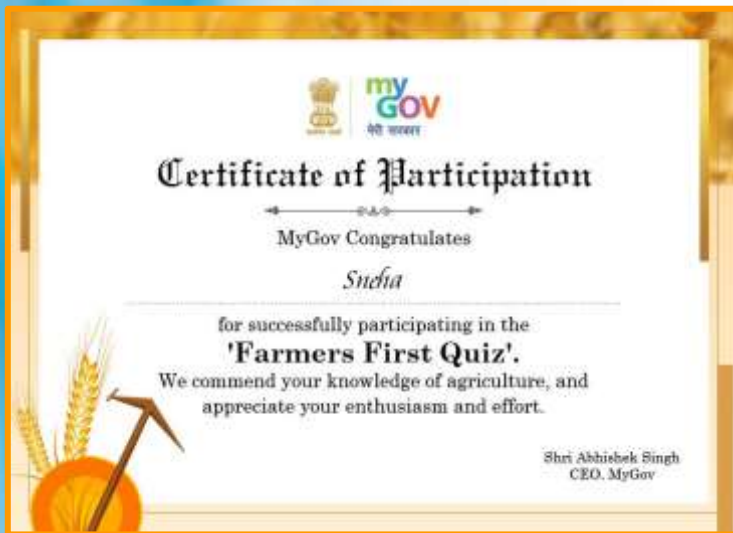 my
GOV
मेरी सरकार
Certificate of Participation
MyGov Congratulates
Sneha
for successfully participating in the
'Farmers First Quiz'.
We commend your knowledge of agriculture, and
appreciate your enthusiasm and effort.
Shri Abhishek Singh
CEO, MyGov